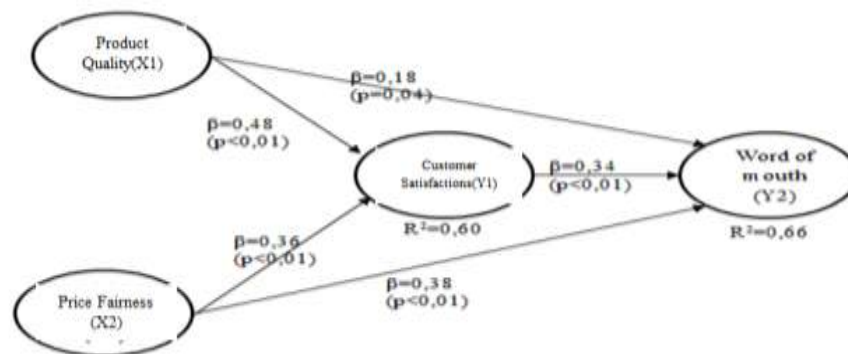 Product
Quality(X1)
β=0,18
(p=0,04)
β=0,48
(p<0,01)
Customer
Satisfactions(Y1)
β=0,34
(p<0,01)
Word of
mouth
(Y2)
R²=0,60
R²=0,66
β=0,36
(p<0,01)
β=0,38
(p<0,01)
Price Fairness
(X2)